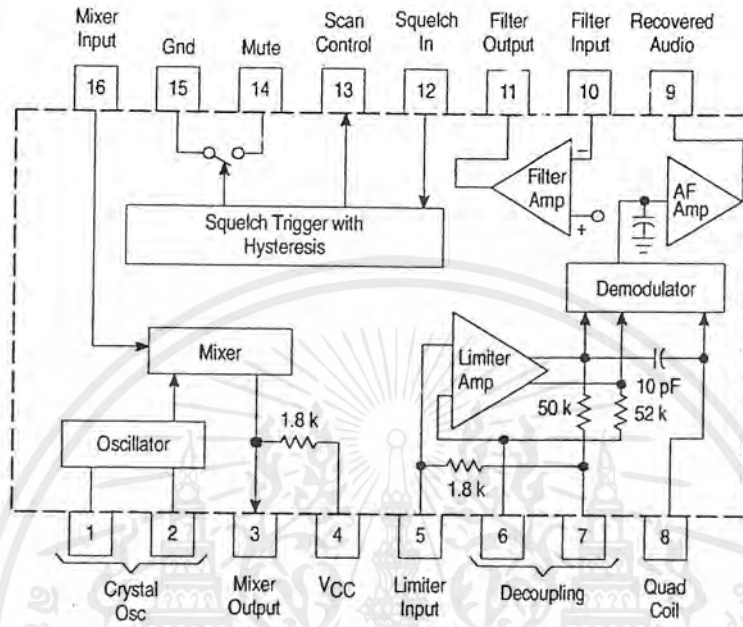 Mixer Input
Gnd
Mute
Scan Control
Squelch In
Filter Output
Filter Input
Recovered Audio
16
15
14
13
12
11
10
9
Filter Amp
−
+
AF Amp
Squelch Trigger with Hysteresis
Demodulator
Mixer
Limiter Amp
10 pF
1.8 k
50 k
52 k
Oscillator
1.8 k
1
2
3
4
5
6
7
8
Crystal Osc
Mixer Output
VCC
Limiter Input
Decoupling
Quad Coil